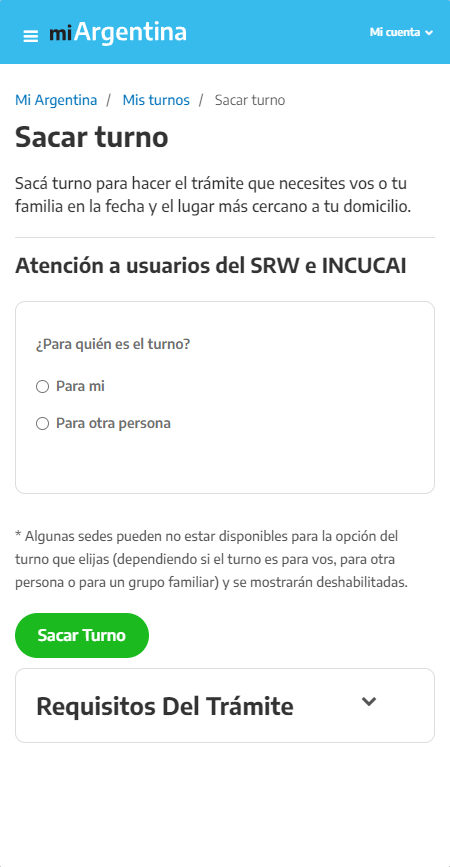 miArgentina
Mi cuenta
Mi Argentina / Mis turnos / Sacar turno
Sacar turno
Sacá turno para hacer el trámite que necesites vos o tu
familia en la fecha y el lugar más cercano a tu domicilio.
Atención a usuarios del SRW e INCUCAI
¿Para quién es el turno?
Para mi
Para otra persona
* Algunas sedes pueden no estar disponibles para la opción del
turno que elijas (dependiendo si el turno es para vos, para otra
persona o para un grupo familiar) y se mostrarán deshabilitadas.
Sacar Turno
Requisitos Del Trámite